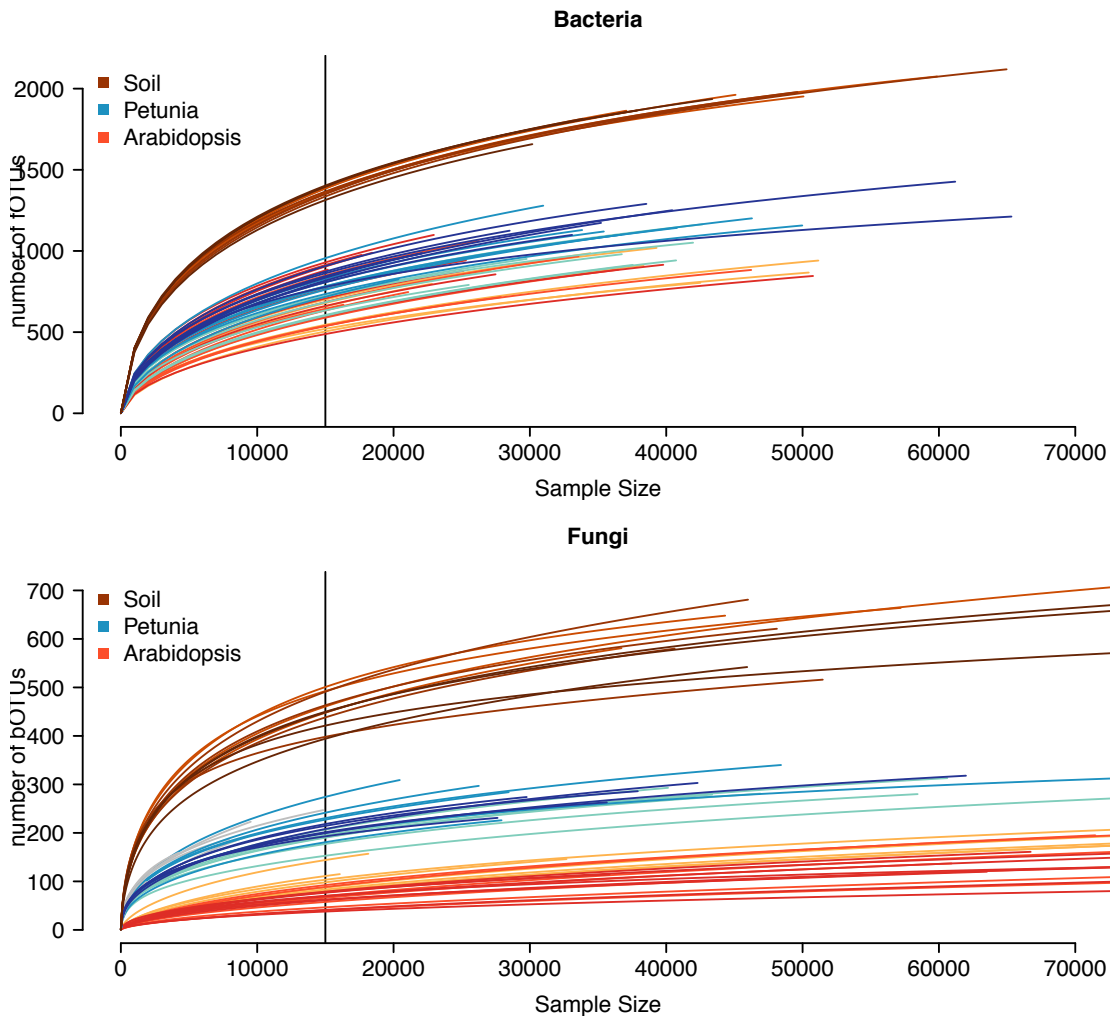 Bacteria
number of fOTUs
2000
1500
1000
500
0
Soil
Petunia
Arabidopsis
0 10000 20000 30000 40000 50000 60000 70000
Sample Size
Fungi
number of bOTUs
700
600
500
400
300
200
100
0
Soil
Petunia
Arabidopsis
0 10000 20000 30000 40000 50000 60000 70000
Sample Size